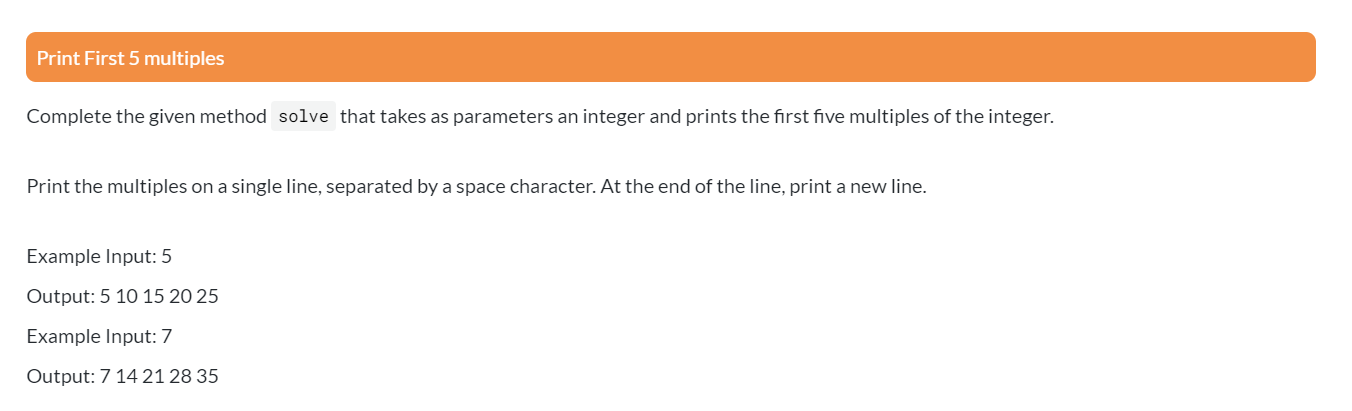 Print First 5 multiples
Complete the given method solve that takes as parameters an integer and prints the first five multiples of the integer.
Print the multiples on a single line, separated by a space character. At the end of the line, print a new line.
Example Input: 5
Output: 5 10 15 20 25
Example Input: 7
Output: 7 14 21 28 35